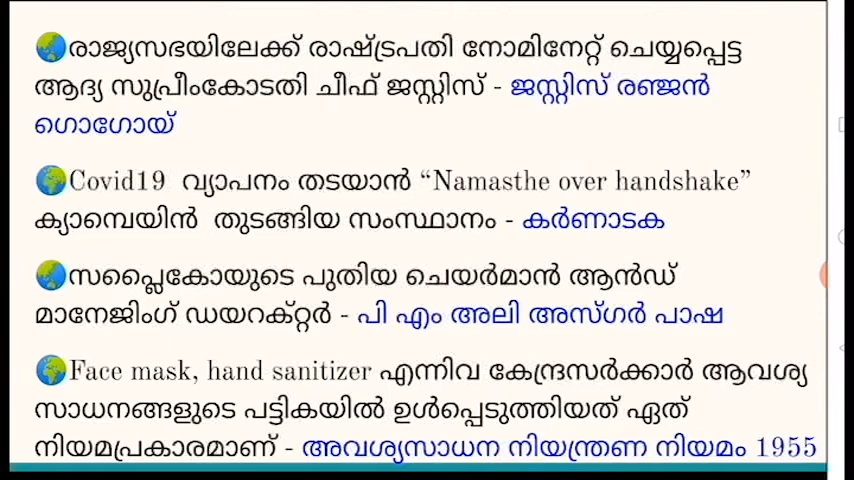 🌏രാജ്യസഭയിലേക്ക് രാഷ്ട്രപതി നോമിനേറ്റ് ചെയ്യപ്പെട്ട
ആദ്യ സുപ്രീംകോടതി ചീഫ് ജസ്റ്റിസ് - ജസ്റ്റിസ് രഞ്ജൻ
ഗൊഗോയ്
🌍Covid19 വ്യാപനം തടയാൻ “Namasthe over handshake”
ക്യാമ്പെയിൻ തുടങ്ങിയ സംസ്ഥാനം - കർണാടക
🌏സപ്ലൈകോയുടെ പുതിയ ചെയർമാൻ ആൻഡ്
മാനേജിംഗ് ഡയറക്റ്റർ - പി എം അലി അസ്ഗർ പാഷ
🌍Face mask, hand sanitizer എന്നിവ കേന്ദ്രസർക്കാർ ആവശ്യ
സാധനങ്ങളുടെ പട്ടികയിൽ ഉൾപ്പെടുത്തിയത് ഏത്
നിയമപ്രകാരമാണ് - അവശ്യസാധന നിയന്ത്രണ നിയമം 1955